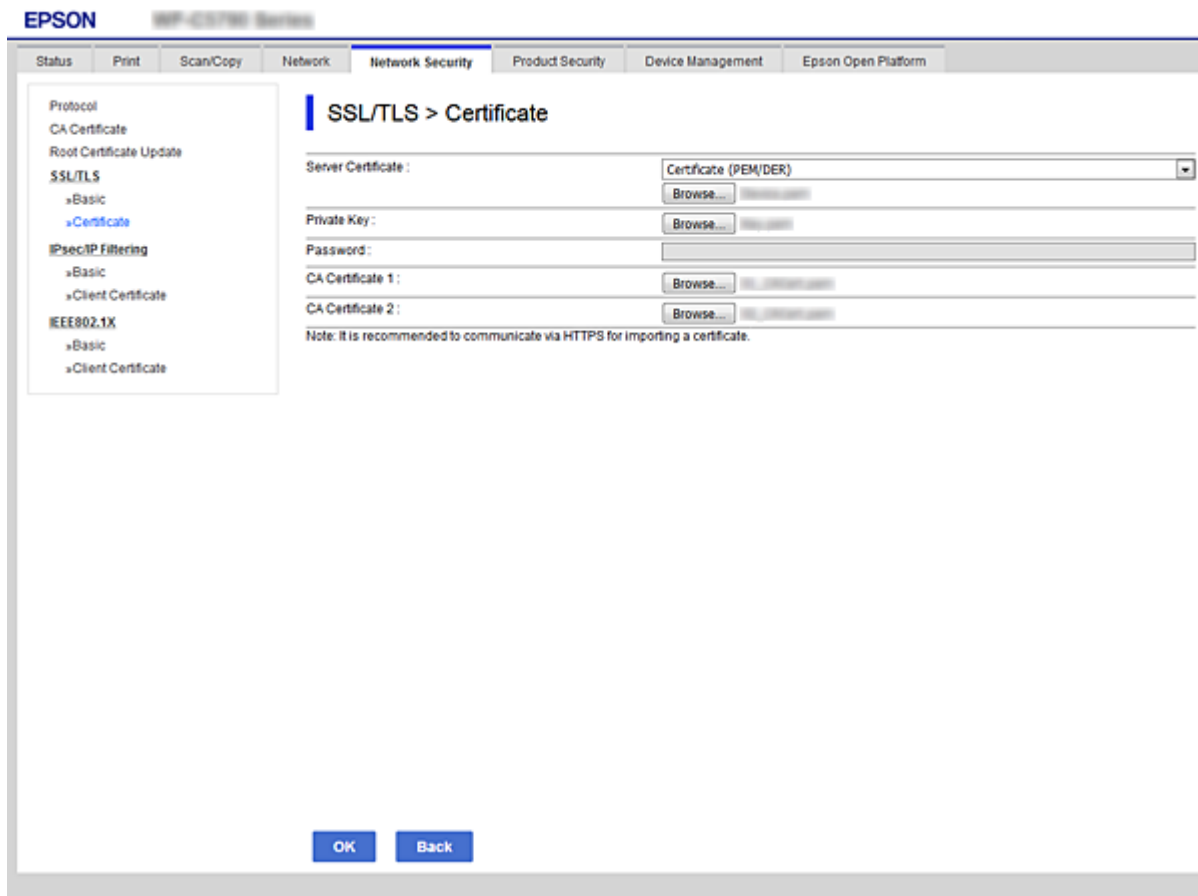 EPSON
Status Print Scan/Copy Network Network Security Product Security Device Management Epson Open Platform
Protocol
CA Certificate
Root Certificate Update
SSL/TLS
»Basic
»Certificate
IPsec/IP Filtering
»Basic
»Client Certificate
IEEE802.1X
»Basic
»Client Certificate
SSL/TLS > Certificate
Server Certificate : Certificate (PEM/DER)
Browse...
Private Key : Browse...
Password :
CA Certificate 1 : Browse...
CA Certificate 2 : Browse...
Note: It is recommended to communicate via HTTPS for importing a certificate.
OK Back